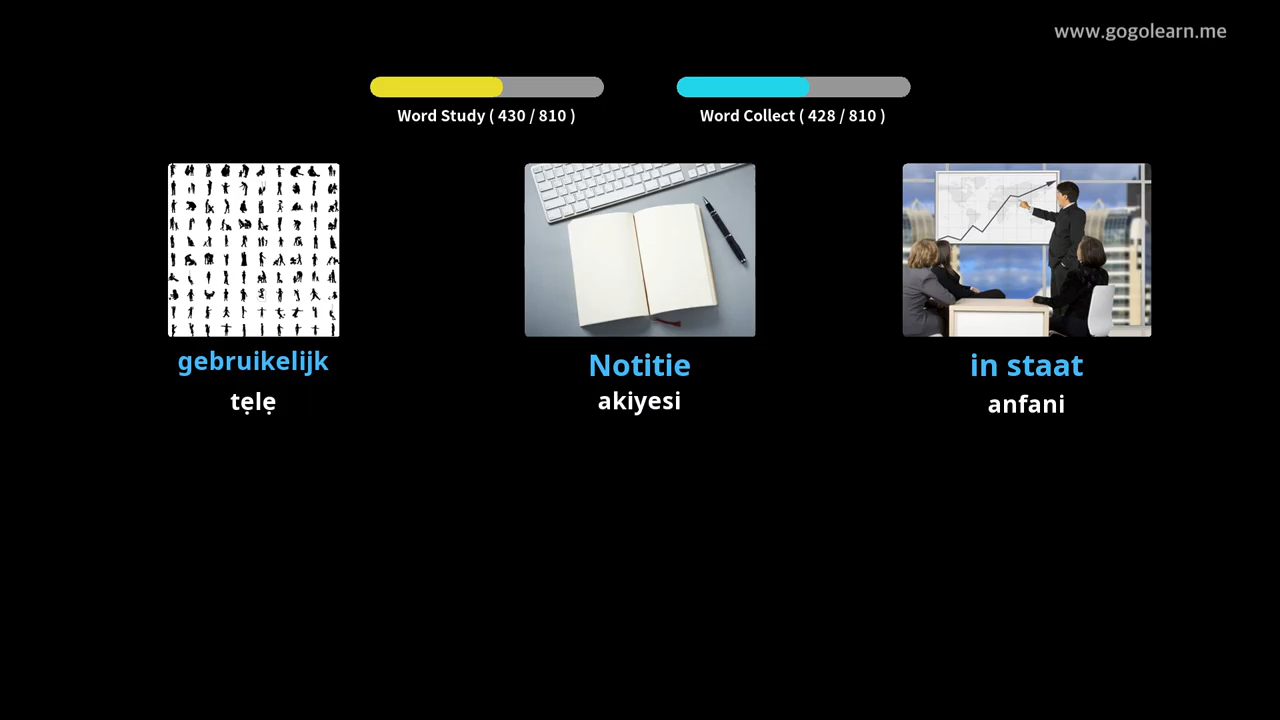 www.gogolearn.me
Word Study ( 430 / 810 )
Word Collect ( 428 / 810 )
gebruikelijk
tẹlẹ
Notitie
akiyesi
in staat
anfani